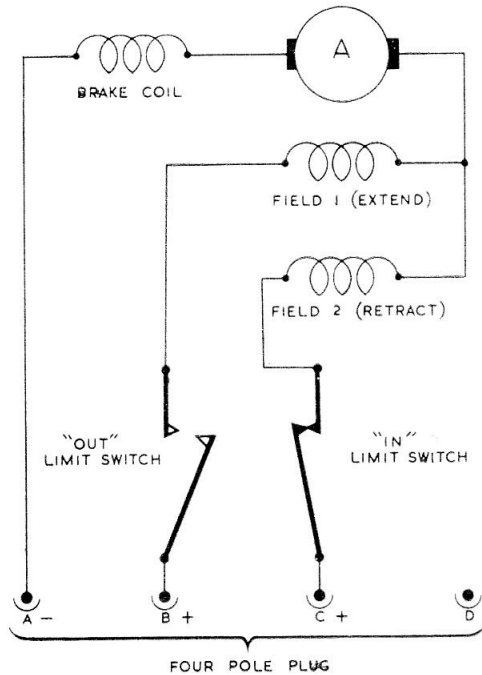 A
BRAKE COIL
FIELD 1 (EXTEND)
FIELD 2 (RETRACT)
"OUT"
LIMIT SWITCH
"IN"
LIMIT SWITCH
A - B + C + D
FOUR POLE PLUG